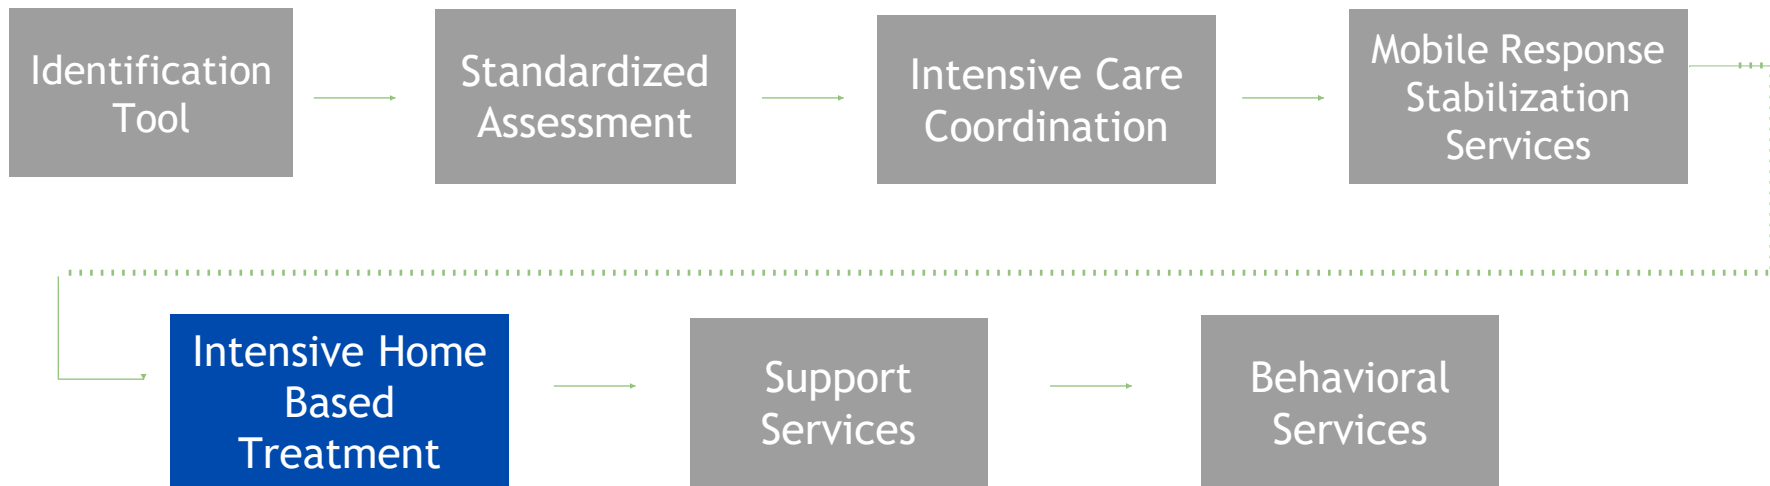 Identification
Tool
Standardized
Assessment
Intensive Care
Coordination
Mobile Response
Stabilization
Services
Intensive Home
Based
Treatment
Support
Services
Behavioral
Services